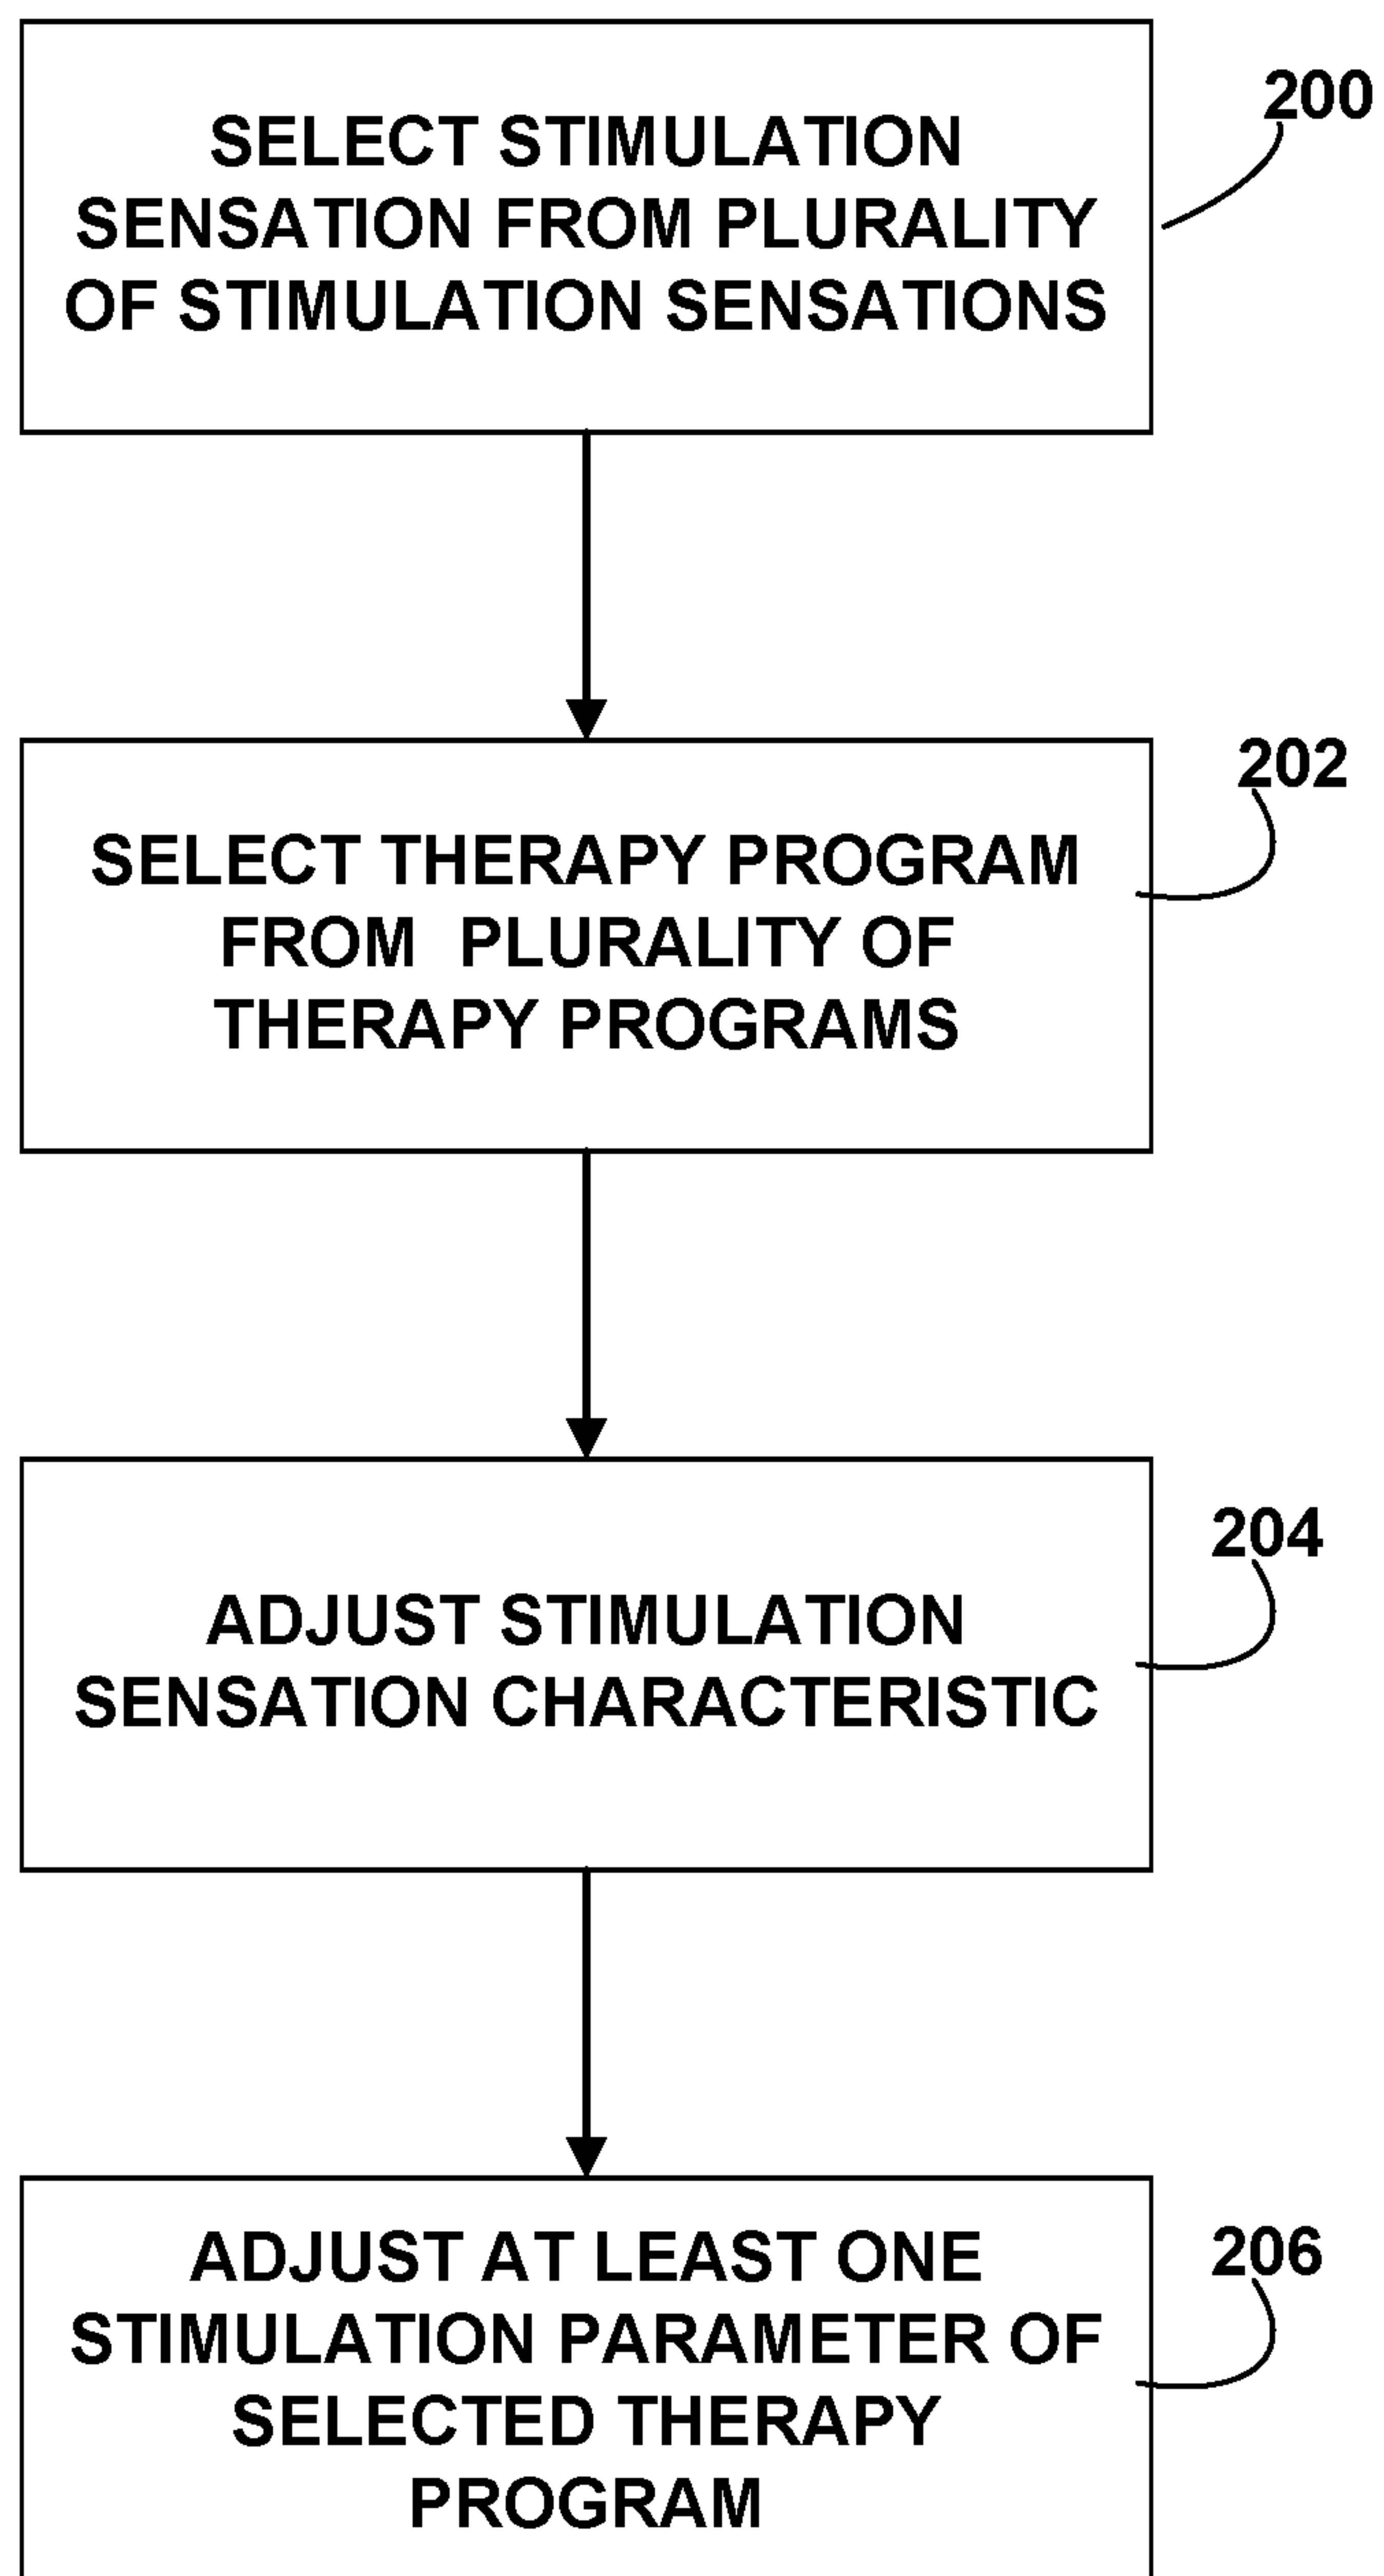 200
SELECT STIMULATION
SENSATION FROM PLURALITY
OF STIMULATION SENSATIONS
202
SELECT THERAPY PROGRAM
FROM PLURALITY OF
THERAPY PROGRAMS
204
ADJUST STIMULATION
SENSATION CHARACTERISTIC
206
ADJUST AT LEAST ONE
STIMULATION PARAMETER OF
SELECTED THERAPY
PROGRAM